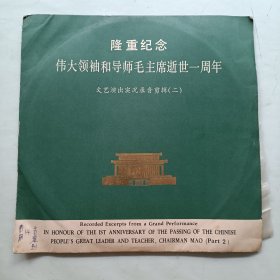 隆重纪念
伟大领袖和导师毛主席逝世一周年
文艺演出实况录音剪辑(二)
Recorded Excerpts from a Grand Performance
IN HONOUR OF THE 1ST ANNIVERSARY OF THE PASSING OF THE CHINESE
PEOPLE'S GREAT LEADER AND TEACHER, CHAIRMAN MAO (Part 2)